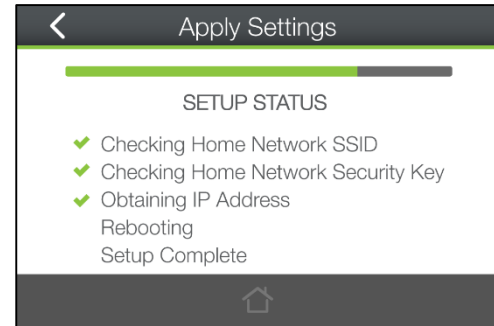 Apply Settings
SETUP STATUS
Checking Home Network SSID
Checking Home Network Security Key
Obtaining IP Address
Rebooting
Setup Complete